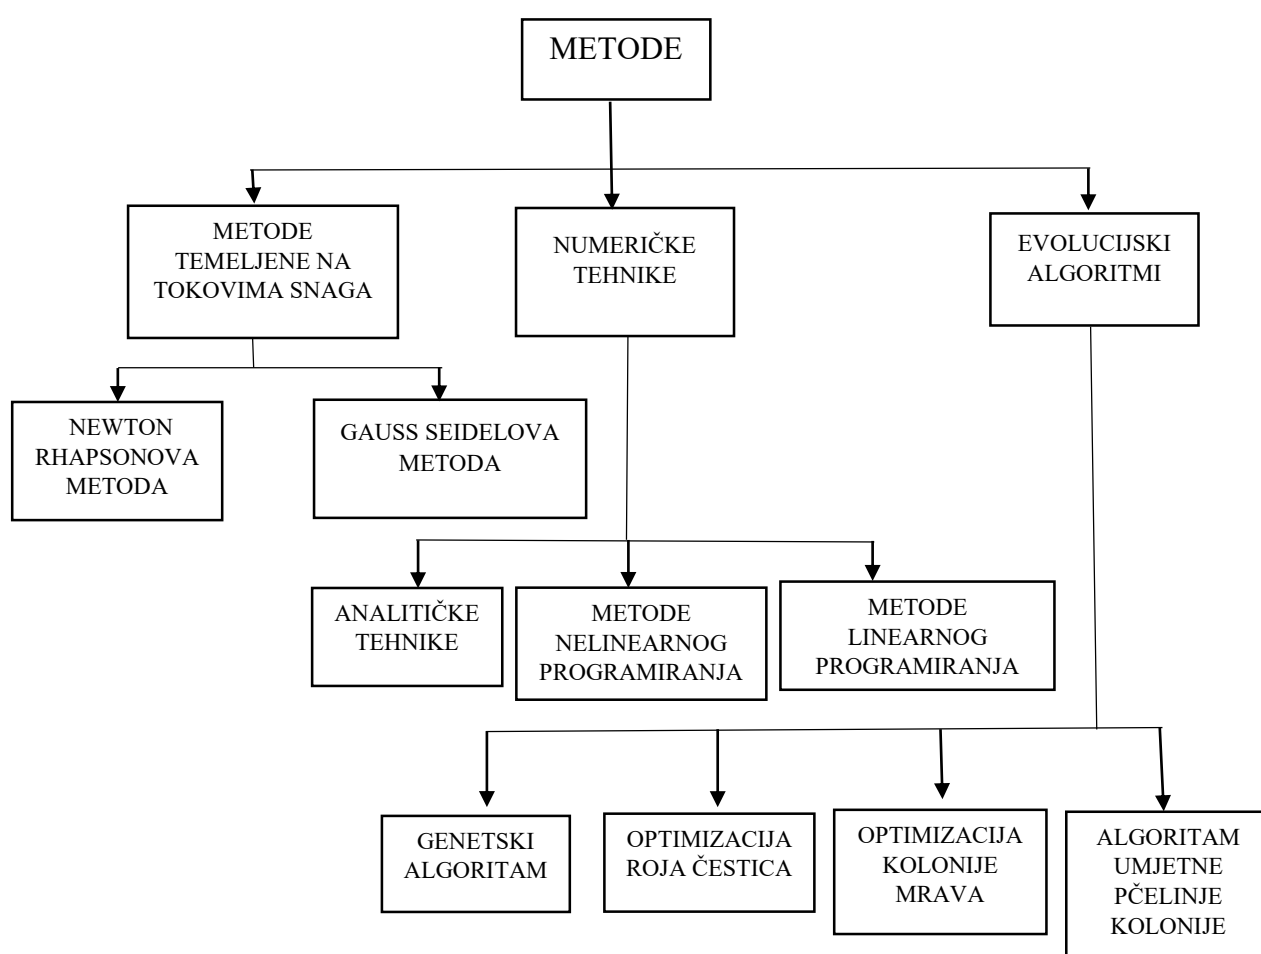 METODE
METODE
TEMELJENE NA
TOKOVIMA SNAGA
NUMERIČKE
TEHNIKE
EVOLUCIJSKI
ALGORITMI
NEWTON
RHAPSONOVA
METODA
GAUSS SEIDELOVA
METODA
ANALITIČKE
TEHNIKE
METODE
NELINEARNOG
PROGRAMIRANJA
METODE
LINEARNOG
PROGRAMIRANJA
GENETSKI
ALGORITAM
OPTIMIZACIJA
ROJA ČESTICA
OPTIMIZACIJA
KOLONIJE
MRAVA
ALGORITAM
UMJETNE
PČELINJE
KOLONIJE